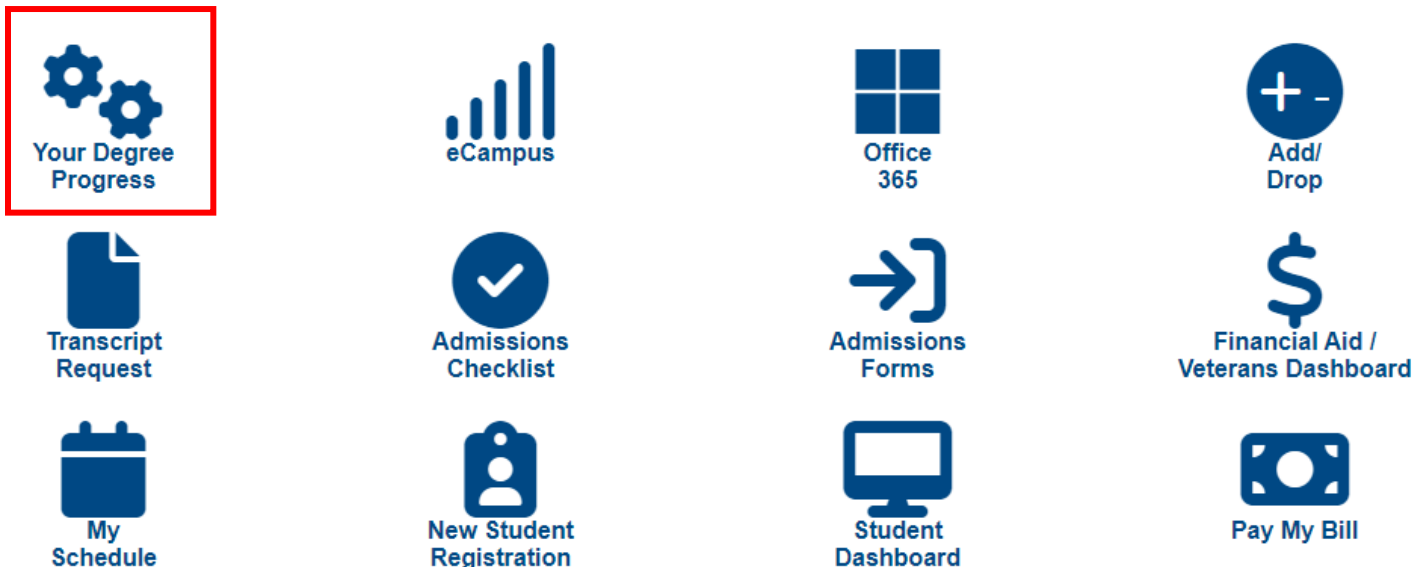 Your Degree
Progress
eCampus
Office
365
Add/
Drop
Transcript
Request
Admissions
Checklist
Admissions
Forms
Financial Aid /
Veterans Dashboard
My
Schedule
New Student
Registration
Student
Dashboard
Pay My Bill